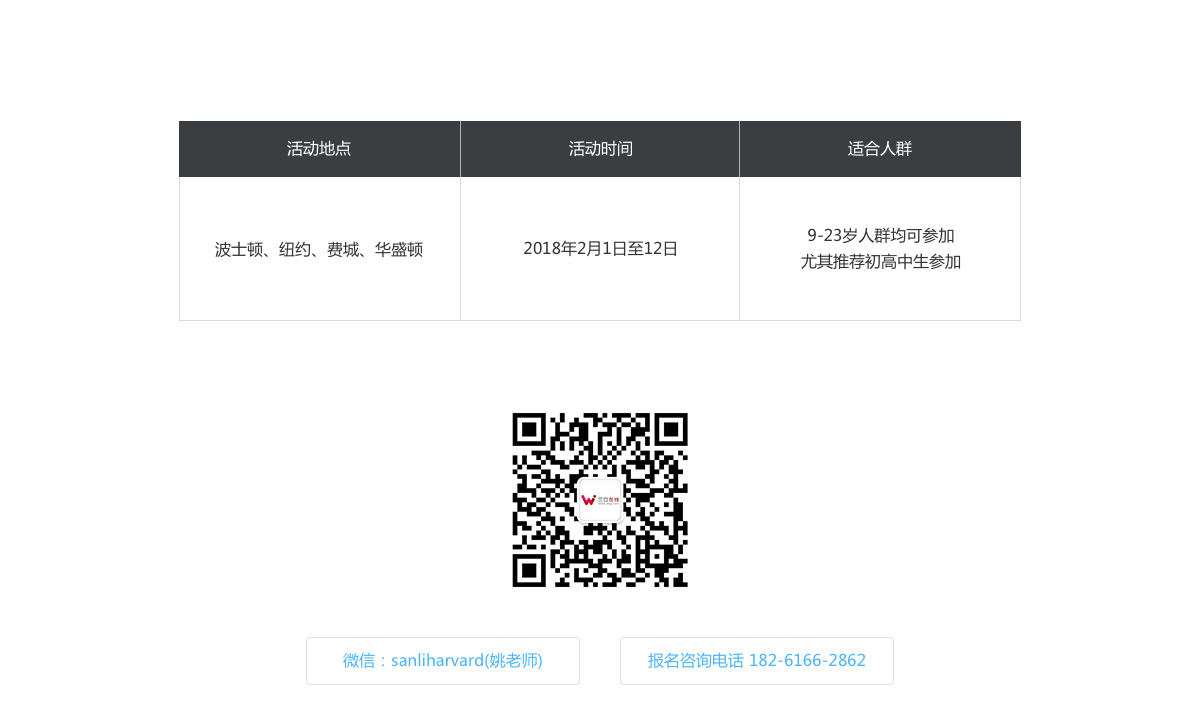 活动地点
活动时间
适合人群
波士顿、纽约、费城、华盛顿
2018年2月1日至12日
9-23岁人群均可参加
尤其推荐初高中生参加
微信：sanliharvard(姚老师)
报名咨询电话 182-6166-2862